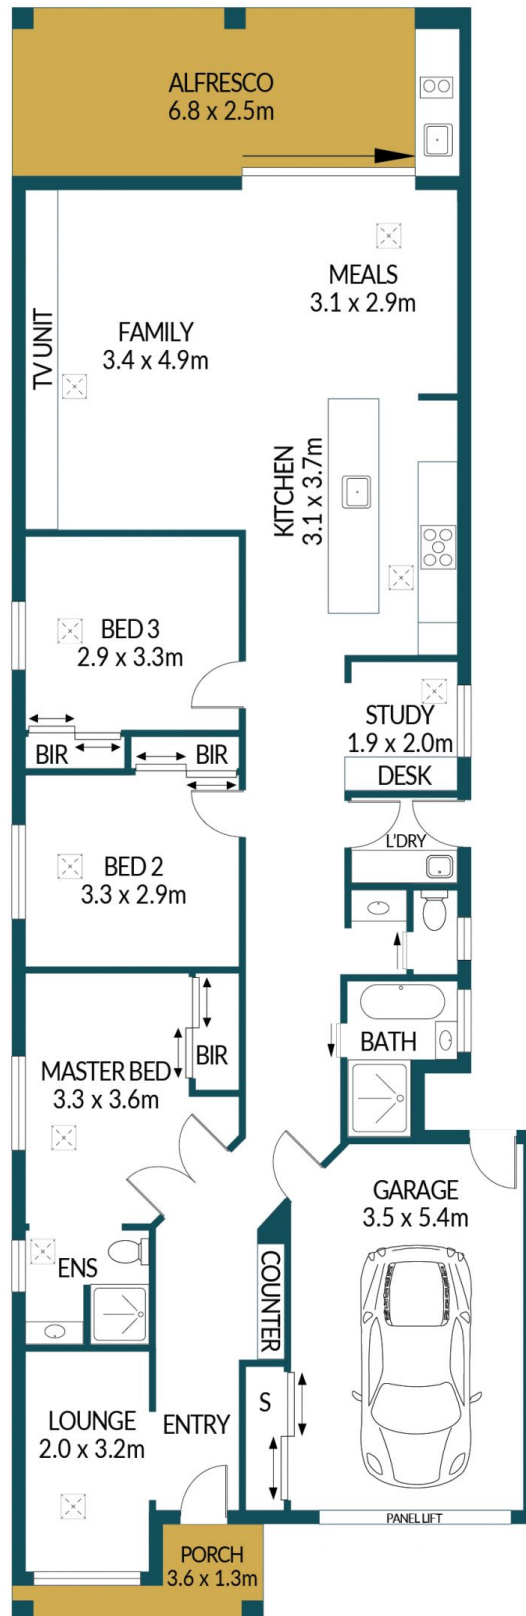 ALFRESCO
6.8 x 2.5m
MEALS
3.1 x 2.9m
TV UNIT
FAMILY
3.4 x 4.9m
KITCHEN
3.1 x 3.7m
BED 3
2.9 x 3.3m
STUDY
1.9 x 2.0m
BIR
BIR
DESK
L'DRY
BED 2
3.3 x 2.9m
BATH
BIR
MASTER BED
3.3 x 3.6m
GARAGE
3.5 x 5.4m
ENS
COUNTER
S
LOUNGE
2.0 x 3.2m
ENTRY
PANEL LIFT
PORCH
3.6 x 1.3m